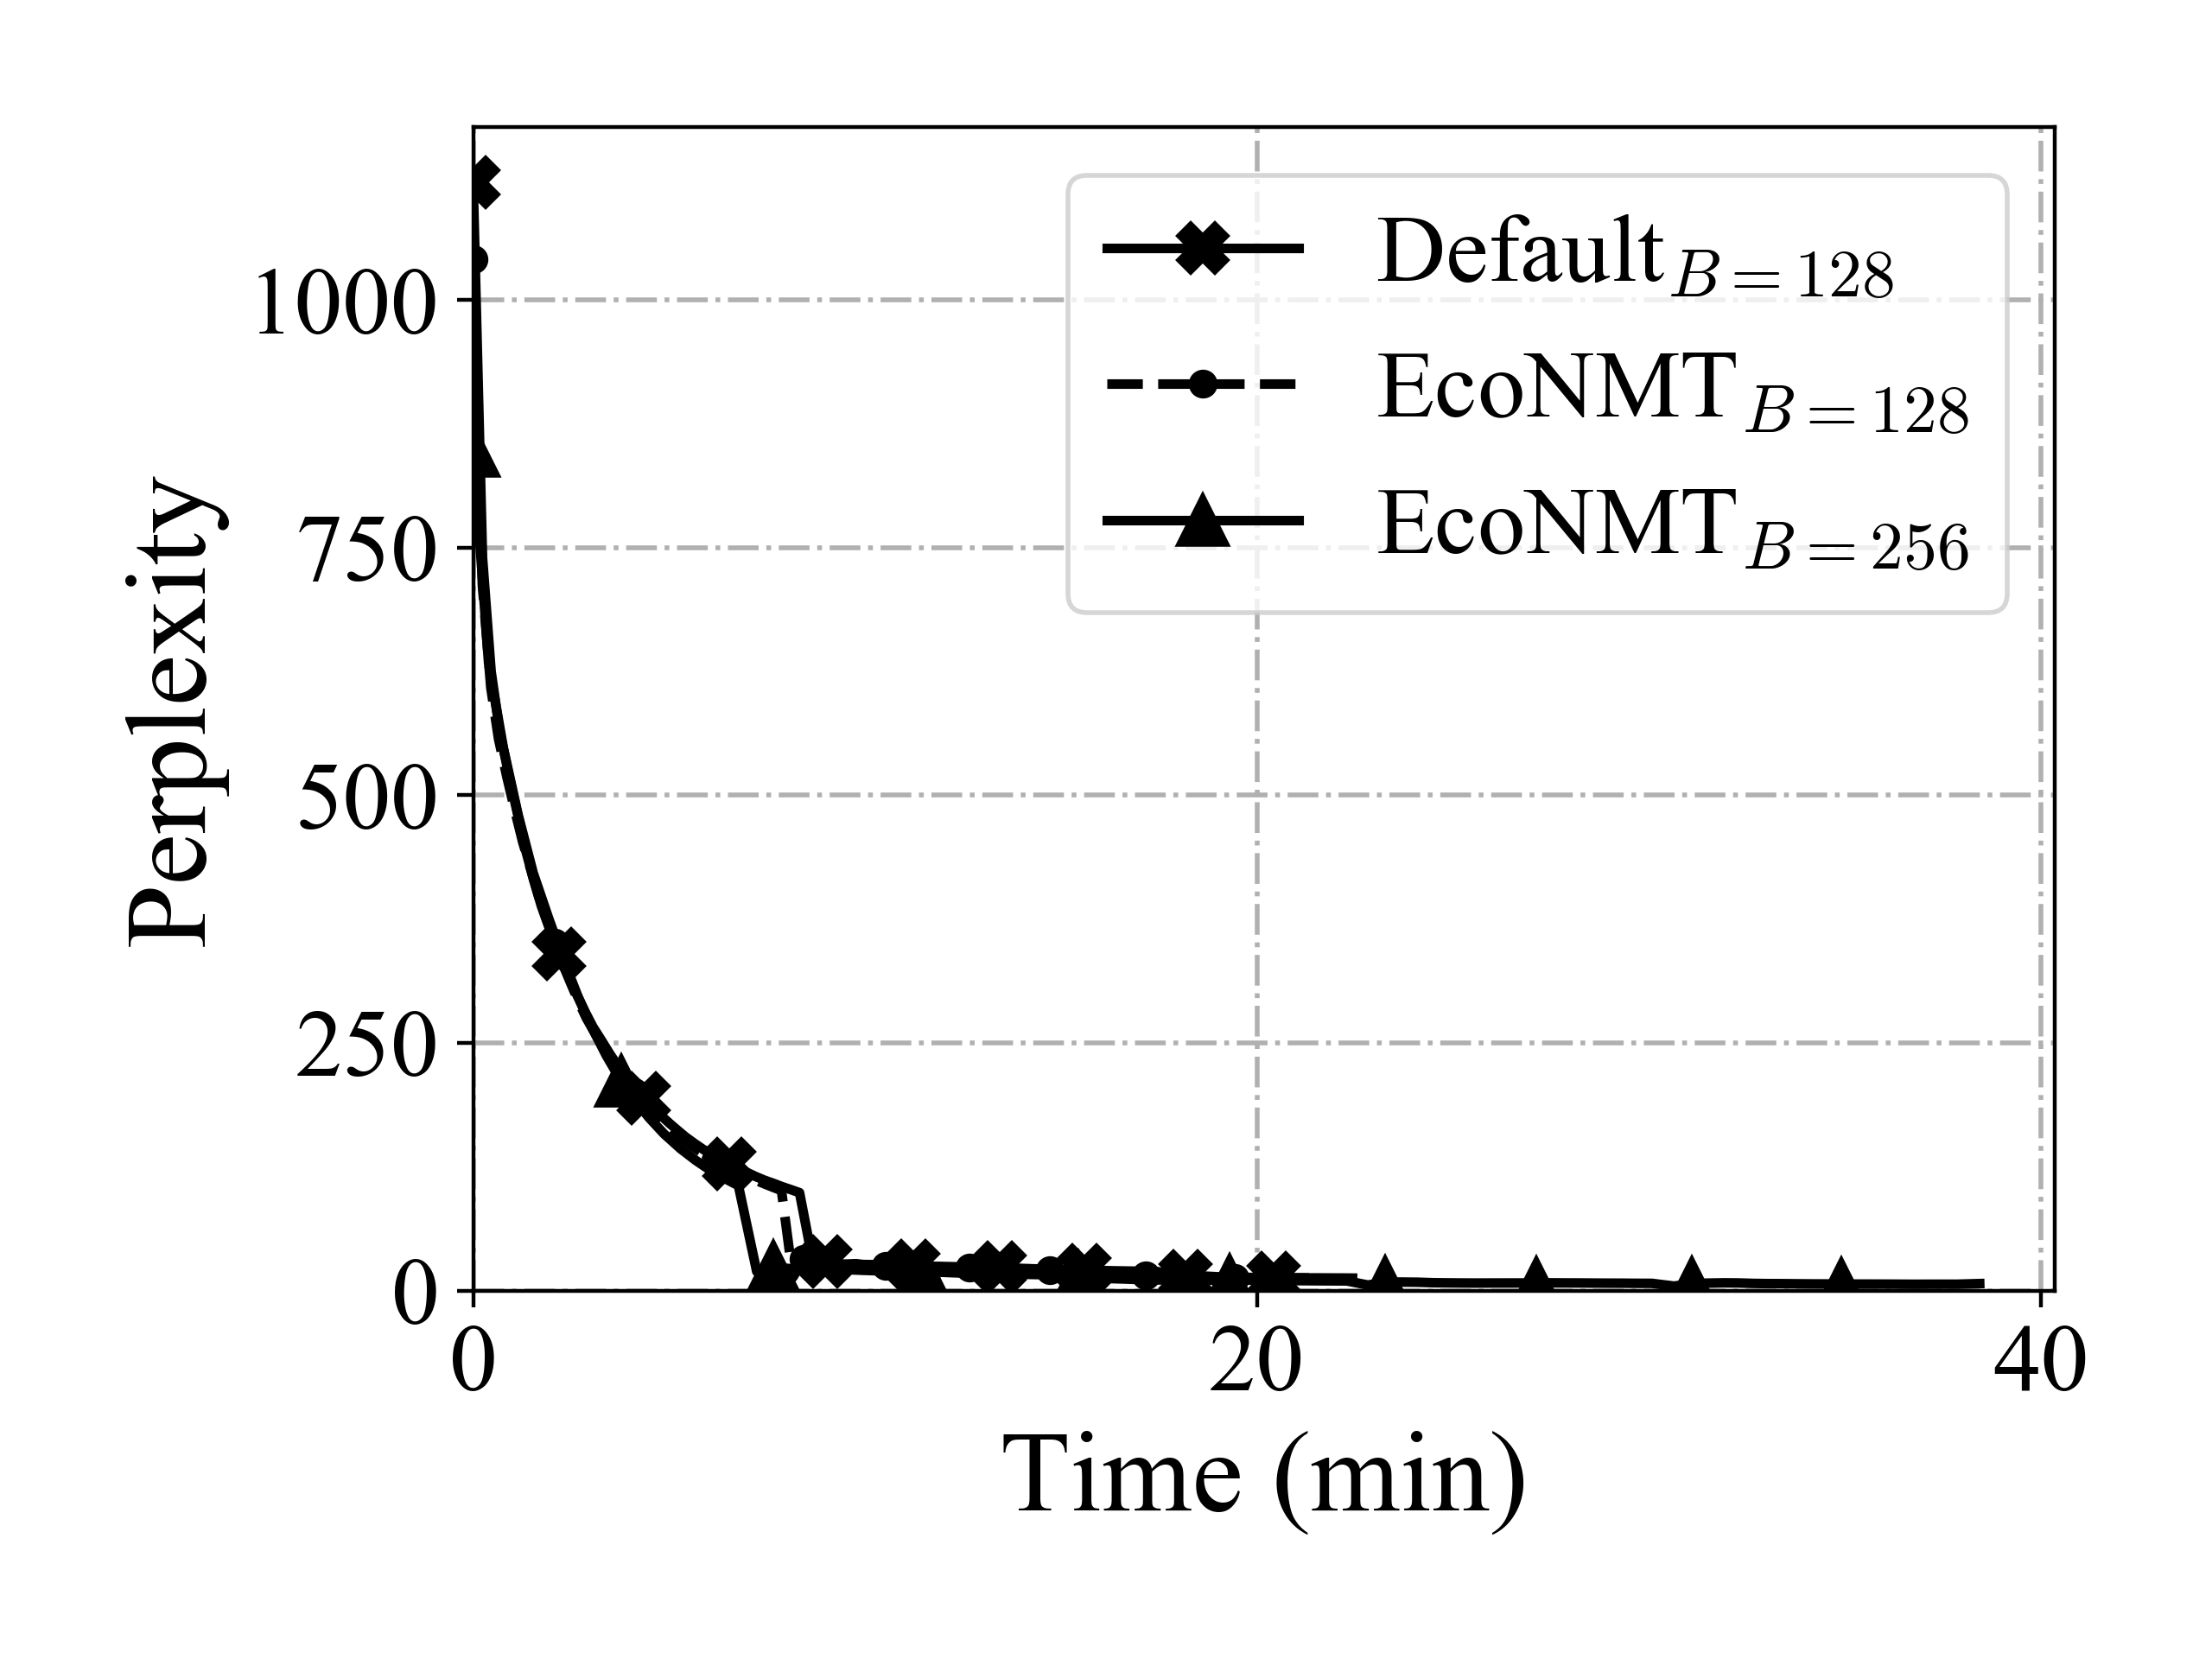 Perplexity
1000
750
500
250
0
0 20 40
Time (min)
Default B = 128
EcoNMT B = 128
EcoNMT B = 256